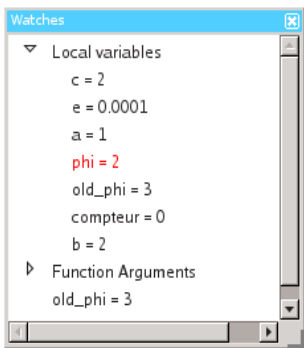 Watches
Local variables
c = 2
e = 0.0001
a = 1
phi = 2
old_phi = 3
compteur = 0
b = 2
Function Arguments
old_phi = 3